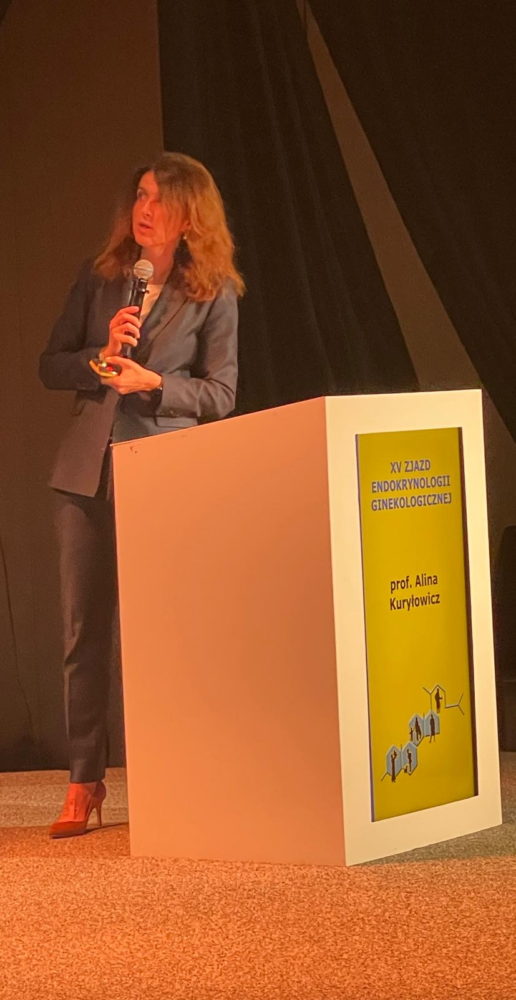 XV ZJAZD
ENDOKRYNOLOGII
GINEKOLOGICZNEJ
prof. Alina
Kuryłowicz